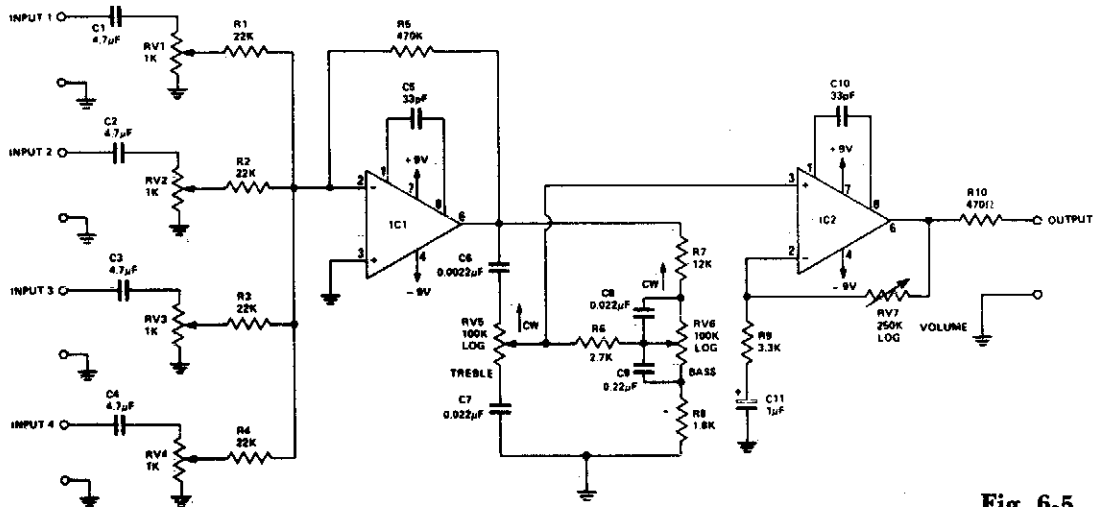 INPUT 1
C1
4.7μF
RV1
1K
R1
22K
INPUT 2
C2
4.7μF
RV2
1K
R2
22K
INPUT 3
C3
4.7μF
RV3
1K
R3
22K
INPUT 4
C4
4.7μF
RV4
1K
R4
22K
R5
470K
C5
33pF
+9V
1
7
8
2
-
IC1
6
3
+
4
-9V
C6
0.0022μF
RV5
100K
LOG
CW
TREBLE
C7
0.022μF
R6
2.7K
R7
12K
CW
C8
0.022μF
RV6
100K
LOG
C9
0.22μF
BASS
R8
1.8K
C10
33pF
+9V
1
7
8
3
+
IC2
6
2
-
4
-9V
R10
470Ω
OUTPUT
RV7
250K
LOG
VOLUME
R9
3.3K
+
C11
1μF
Fig. 6-5